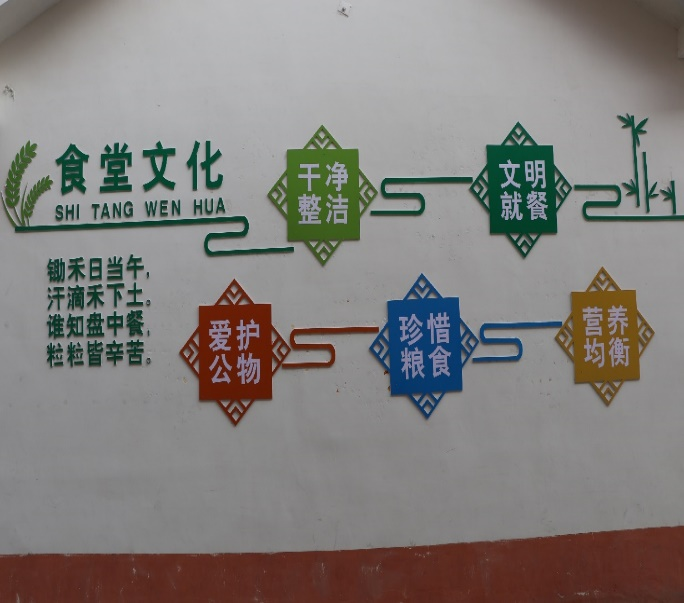 食堂文化
SHI TANG WEN HUA
锄禾日当午,
汗滴禾下土。
谁知盘中餐,
粒粒皆辛苦。
干净
整洁
文明
就餐
爱护
公物
珍惜
粮食
营养
均衡